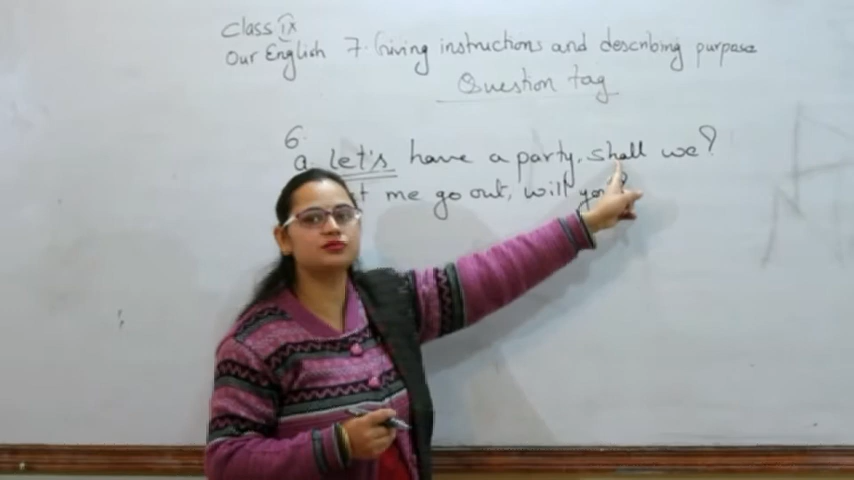 Class IX
Our English 7. Giving instructions and describing purpose
Question tag
6.
a. let's have a party, shall we?
me go out, will you?